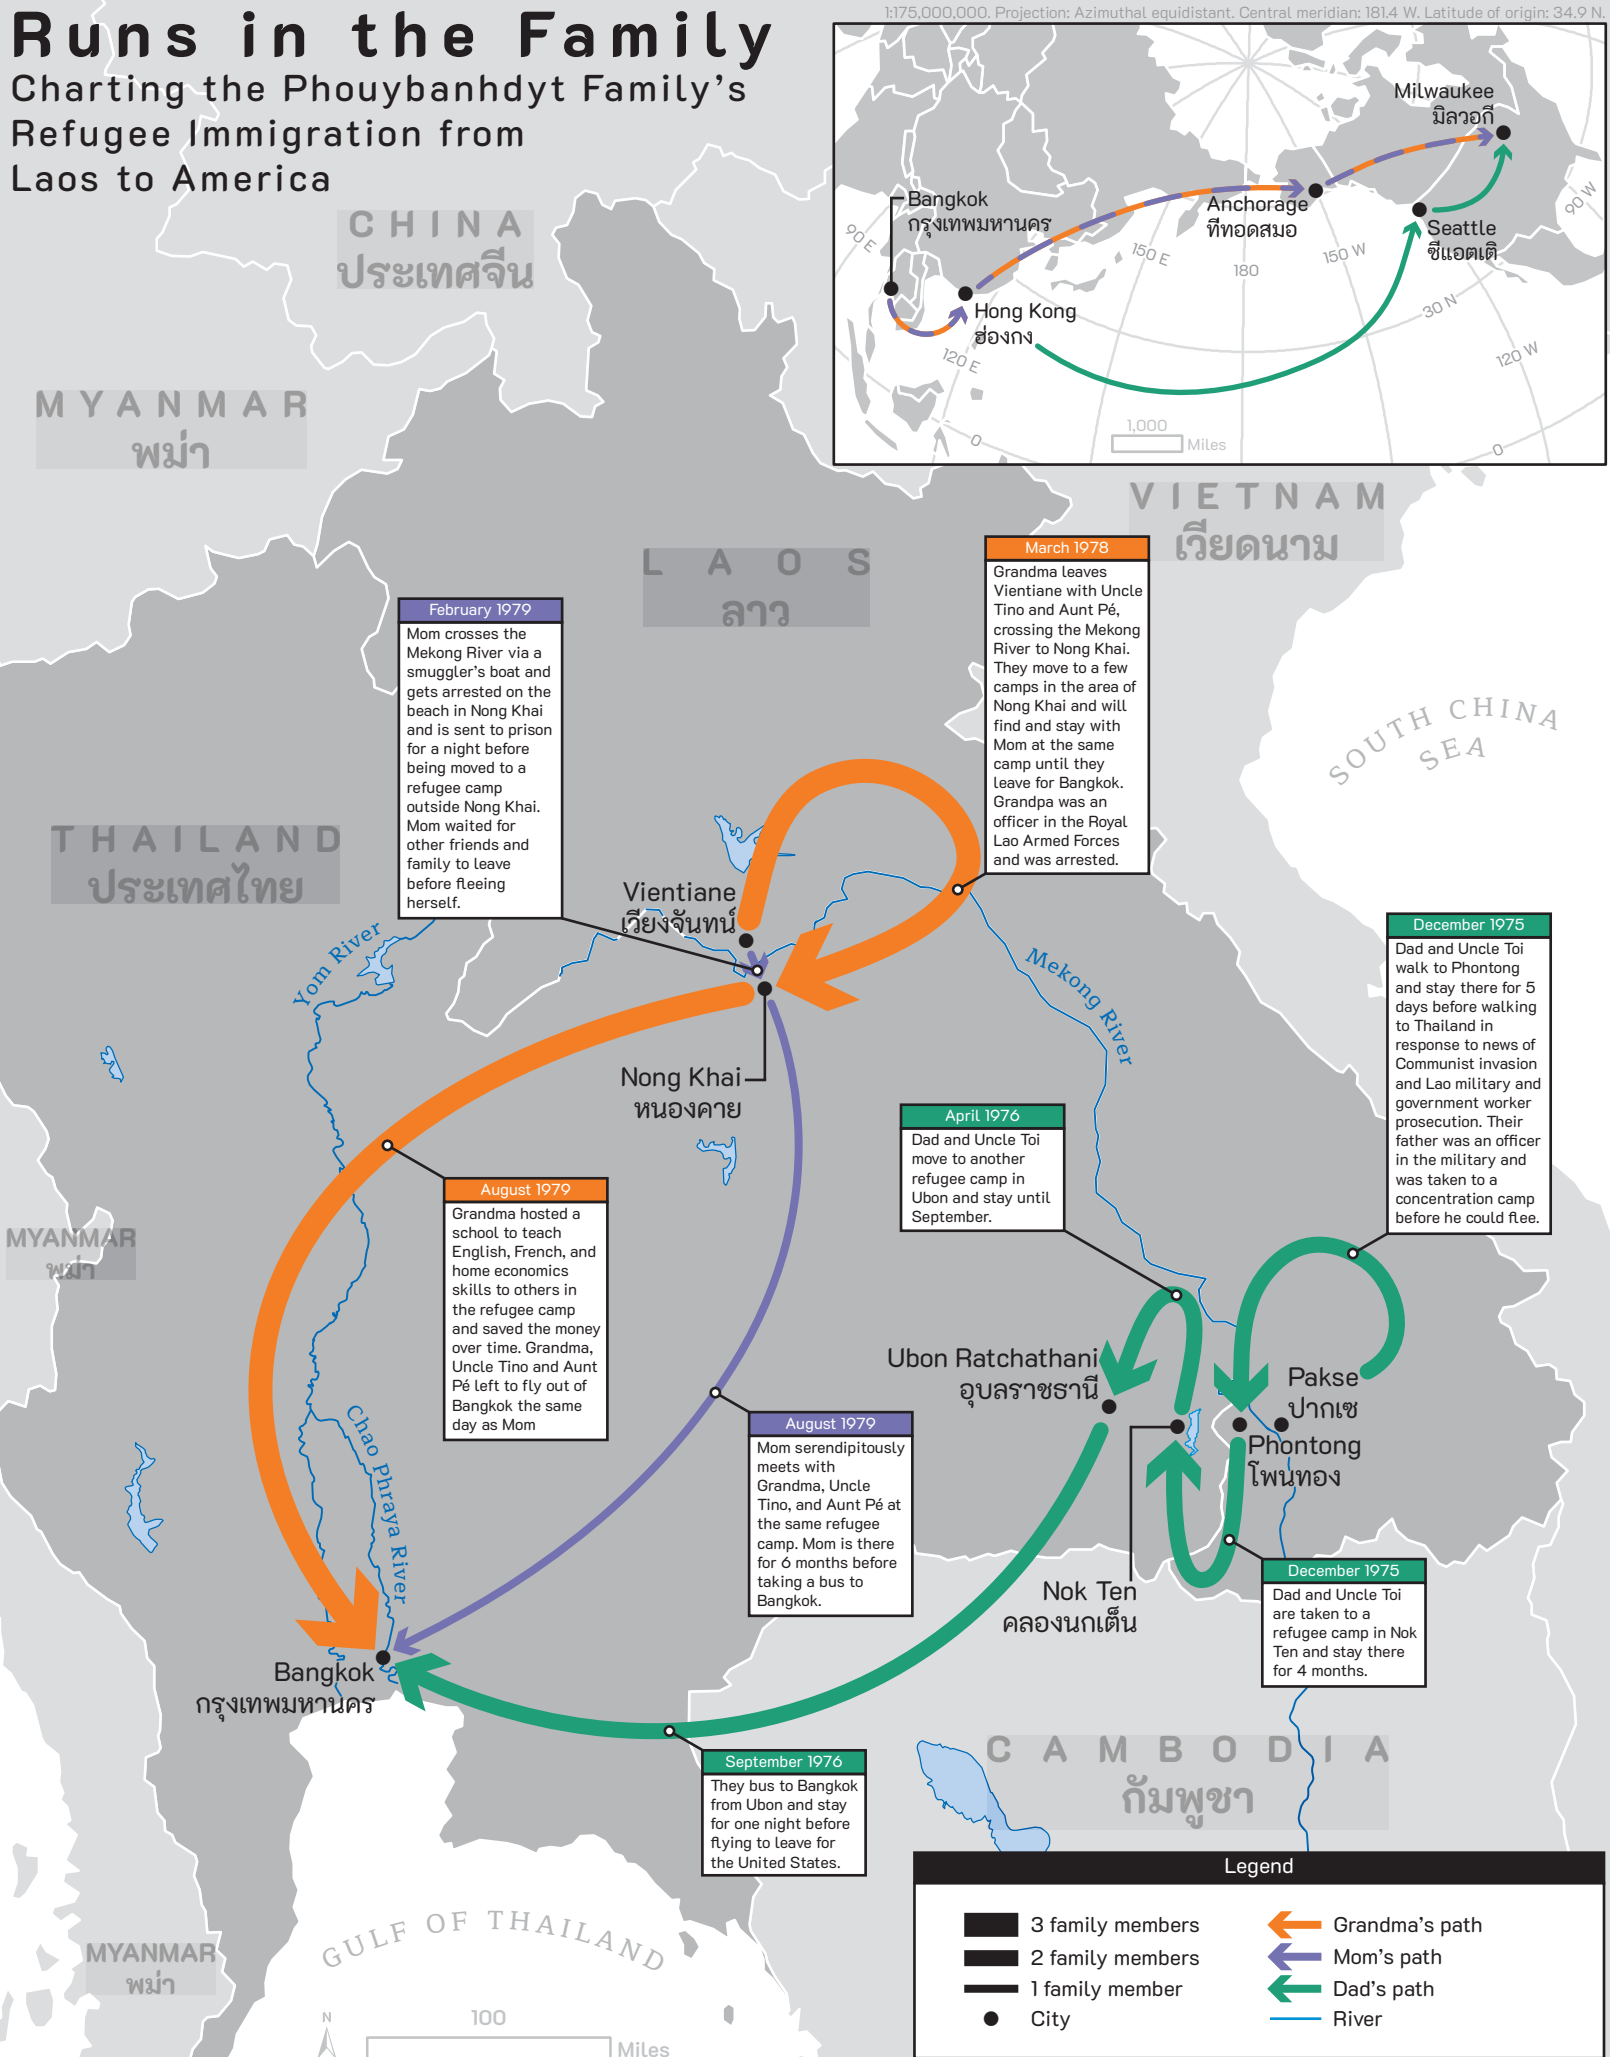 Runs in the Family
Charting the Phouybanhdyt Family's
Refugee Immigration from
Laos to America
1:175,000,000. Projection: Azimuthal equidistant. Central meridian: 181.4 W. Latitude of origin: 34.9 N.
Milwaukee
มิลวอกี
Bangkok
กรุงเทพมหานคร
Anchorage
ที่ทอดสมอ
Seattle
ซีแอตเติ
Hong Kong
ฮ่องกง
90 E
120 E
150 E
180
150 W
120 W
90 W
30 N
0
0
1,000
Miles
CHINA
ประเทศจีน
MYANMAR
พม่า
VIETNAM
เวียดนาม
LAOS
ลาว
THAILAND
ประเทศไทย
SOUTH CHINA
SEA
March 1978
Grandma leaves
Vientiane with Uncle
Tino and Aunt Pé,
crossing the Mekong
River to Nong Khai.
They move to a few
camps in the area of
Nong Khai and will
find and stay with
Mom at the same
camp until they
leave for Bangkok.
Grandpa was an
officer in the Royal
Lao Armed Forces
and was arrested.
February 1979
Mom crosses the
Mekong River via a
smuggler's boat and
gets arrested on the
beach in Nong Khai
and is sent to prison
for a night before
being moved to a
refugee camp
outside Nong Khai.
Mom waited for
other friends and
family to leave
before fleeing
herself.
Vientiane
เวียงจันทน์
Yom River
Mekong River
Nong Khai
หนองคาย
December 1975
Dad and Uncle Toi
walk to Phontong
and stay there for 5
days before walking
to Thailand in
response to news of
Communist invasion
and Lao military and
government worker
prosecution. Their
father was an officer
in the military and
was taken to a
concentration camp
before he could flee.
April 1976
Dad and Uncle Toi
move to another
refugee camp in
Ubon and stay until
September.
August 1979
Grandma hosted a
school to teach
English, French, and
home economics
skills to others in
the refugee camp
and saved the money
over time. Grandma,
Uncle Tino and Aunt
Pé left to fly out of
Bangkok the same
day as Mom
MYANMAR
พม่า
Ubon Ratchathani
อุบลราชธานี
Pakse
ปากเซ
Phontong
โพนทอง
Chao Phraya River
August 1979
Mom serendipitously
meets with
Grandma, Uncle
Tino, and Aunt Pé at
the same refugee
camp. Mom is there
for 6 months before
taking a bus to
Bangkok.
Nok Ten
คลองนกเต็น
December 1975
Dad and Uncle Toi
are taken to a
refugee camp in Nok
Ten and stay there
for 4 months.
Bangkok
กรุงเทพมหานคร
September 1976
They bus to Bangkok
from Ubon and stay
for one night before
flying to leave for
the United States.
CAMBODIA
กัมพูชา
GULF OF THAILAND
MYANMAR
พม่า
N
100
Miles
Legend
3 family members
2 family members
1 family member
City
Grandma's path
Mom's path
Dad's path
River